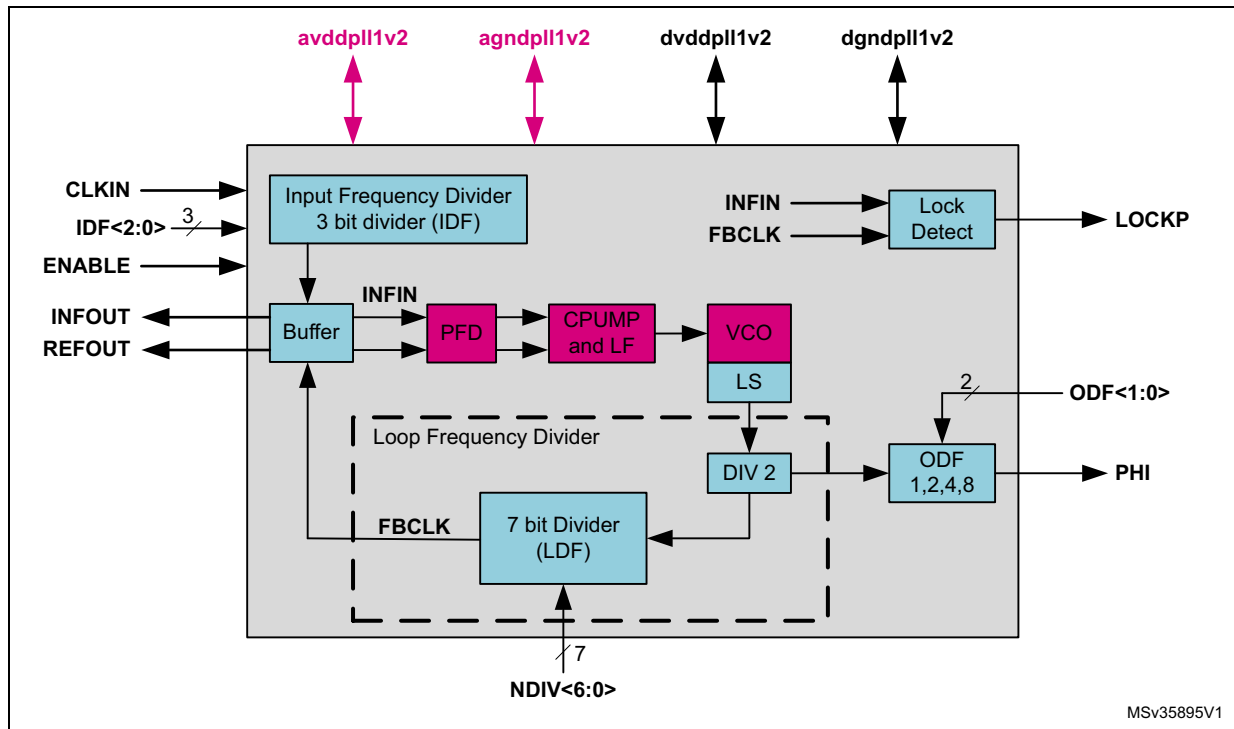 avddpll1v2
agndpll1v2
dvddpll1v2
dgndpll1v2
CLKIN
IDF<2:0>
3
ENABLE
INFOUT
REFOUT
Input Frequency Divider
3 bit divider (IDF)
INFIN
FBCLK
Lock
Detect
LOCKP
Buffer
INFIN
PFD
CPUMP
and LF
VCO
LS
2
ODF<1:0>
Loop Frequency Divider
DIV 2
ODF
1,2,4,8
PHI
FBCLK
7 bit Divider
(LDF)
7
NDIV<6:0>
MSv35895V1